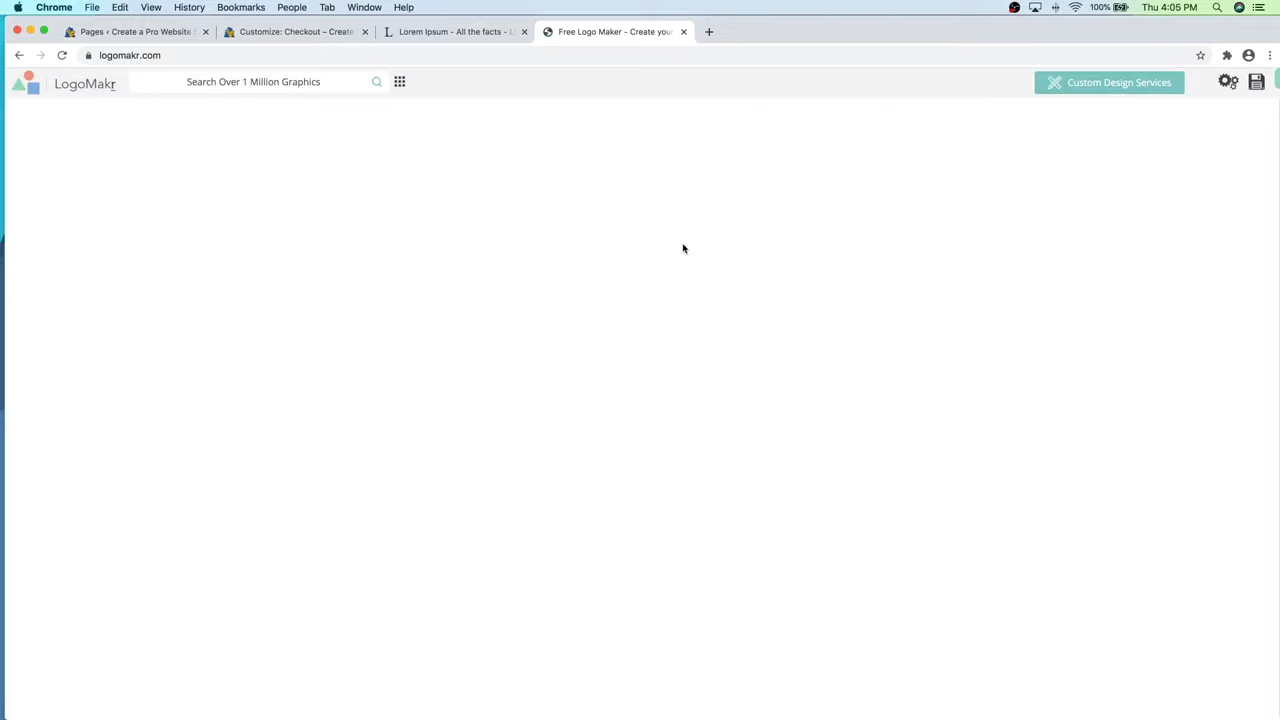 Chrome File Edit View History Bookmarks People Tab Window Help 100% Thu 4:05 PM
Pages ‹ Create a Pro Website Customize: Checkout – Create Lorem Ipsum - All the facts - Free Logo Maker - Create your
logomakr.com
LogoMakr Search Over 1 Million Graphics Custom Design Services